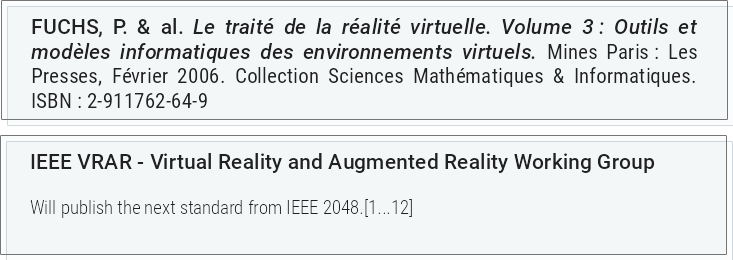 FUCHS, P. & al. Le traité de la réalité virtuelle. Volume 3 : Outils et
modèles informatiques des environnements virtuels. Mines Paris : Les
Presses, Février 2006. Collection Sciences Mathématiques & Informatiques.
ISBN : 2-911762-64-9
IEEE VRAR - Virtual Reality and Augmented Reality Working Group
Will publish the next standard from IEEE 2048.[1...12]